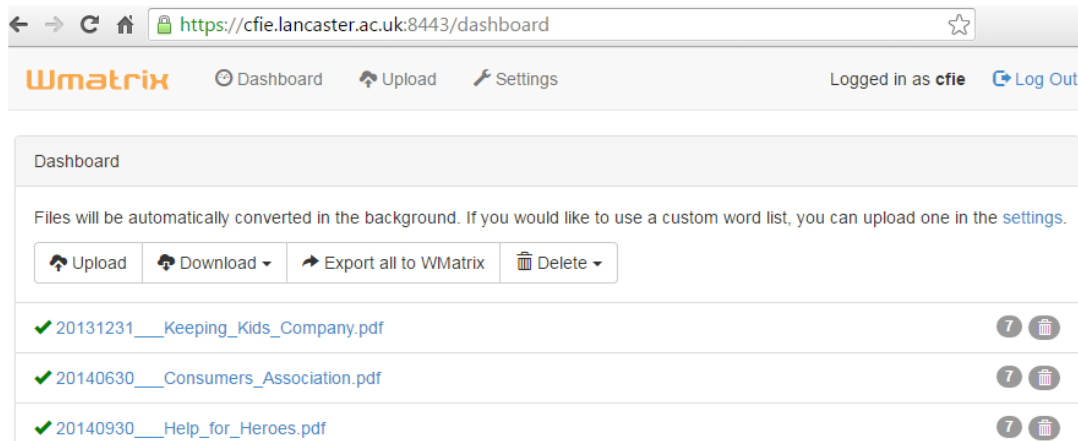 https://cfie.lancaster.ac.uk:8443/dashboard
Wmatrix Dashboard Upload Settings Logged in as cfie Log Out
Dashboard
Files will be automatically converted in the background. If you would like to use a custom word list, you can upload one in the settings.
Upload Download Export all to WMatrix Delete
20131231___Keeping_Kids_Company.pdf 7
20140630___Consumers_Association.pdf 7
20140930___Help_for_Heroes.pdf 7